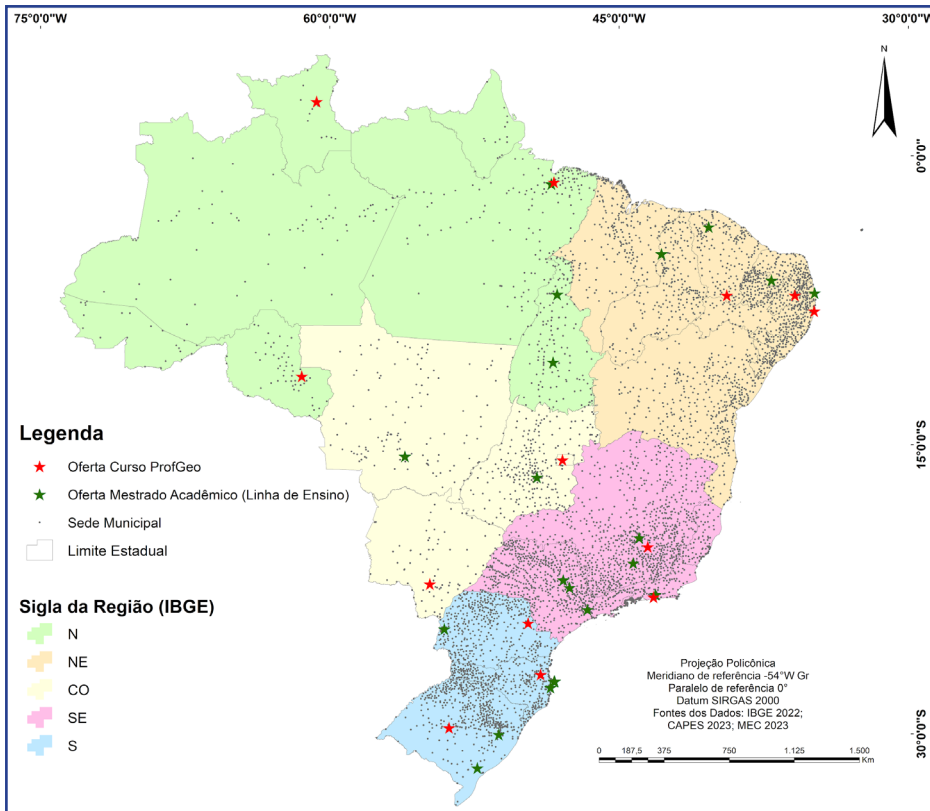 75°0'0"W
60°0'0"W
45°0'0"W
30°0'0"W
N
0°0'0"
15°0'0"S
30°0'0"S
Legenda
Oferta Curso ProfGeo
Oferta Mestrado Acadêmico (Linha de Ensino)
Sede Municipal
Limite Estadual
Sigla da Região (IBGE)
N
NE
CO
SE
S
Projeção Policônica
Meridiano de referência -54°W Gr
Paralelo de referência 0°
Datum SIRGAS 2000
Fontes dos Dados: IBGE 2022;
CAPES 2023; MEC 2023
0 187,5 375 750 1.125 1.500
Km